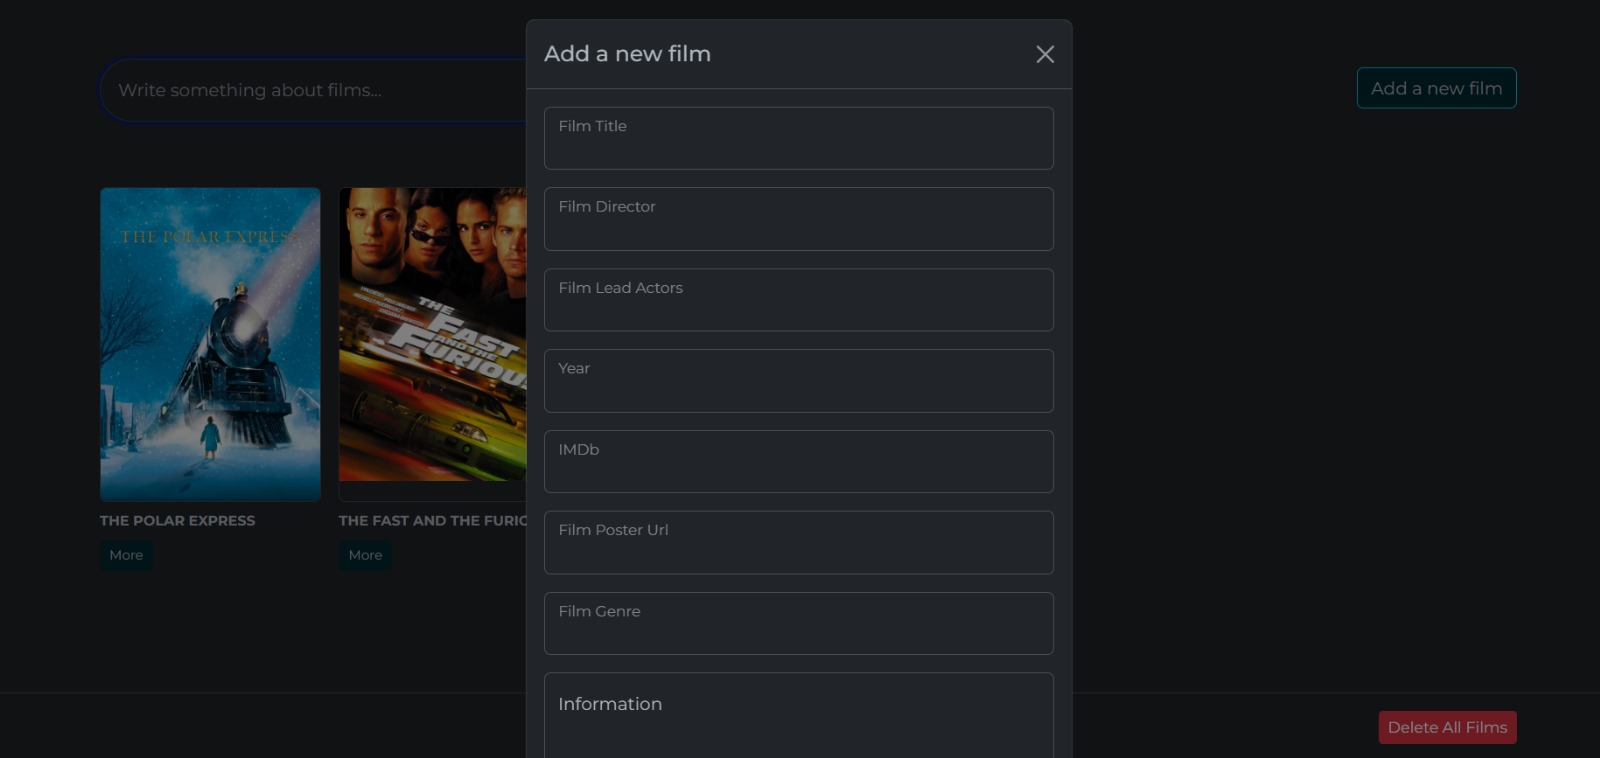 Add a new film
Write something about films...
Add a new film
Film Title
Film Director
Film Lead Actors
Year
IMDb
Film Poster Url
Film Genre
Information
THE POLAR EXPRESS
THE
FAST
AND THE
FURIOUS
THE POLAR EXPRESS
THE FAST AND THE FURIO
More
More
Delete All Films